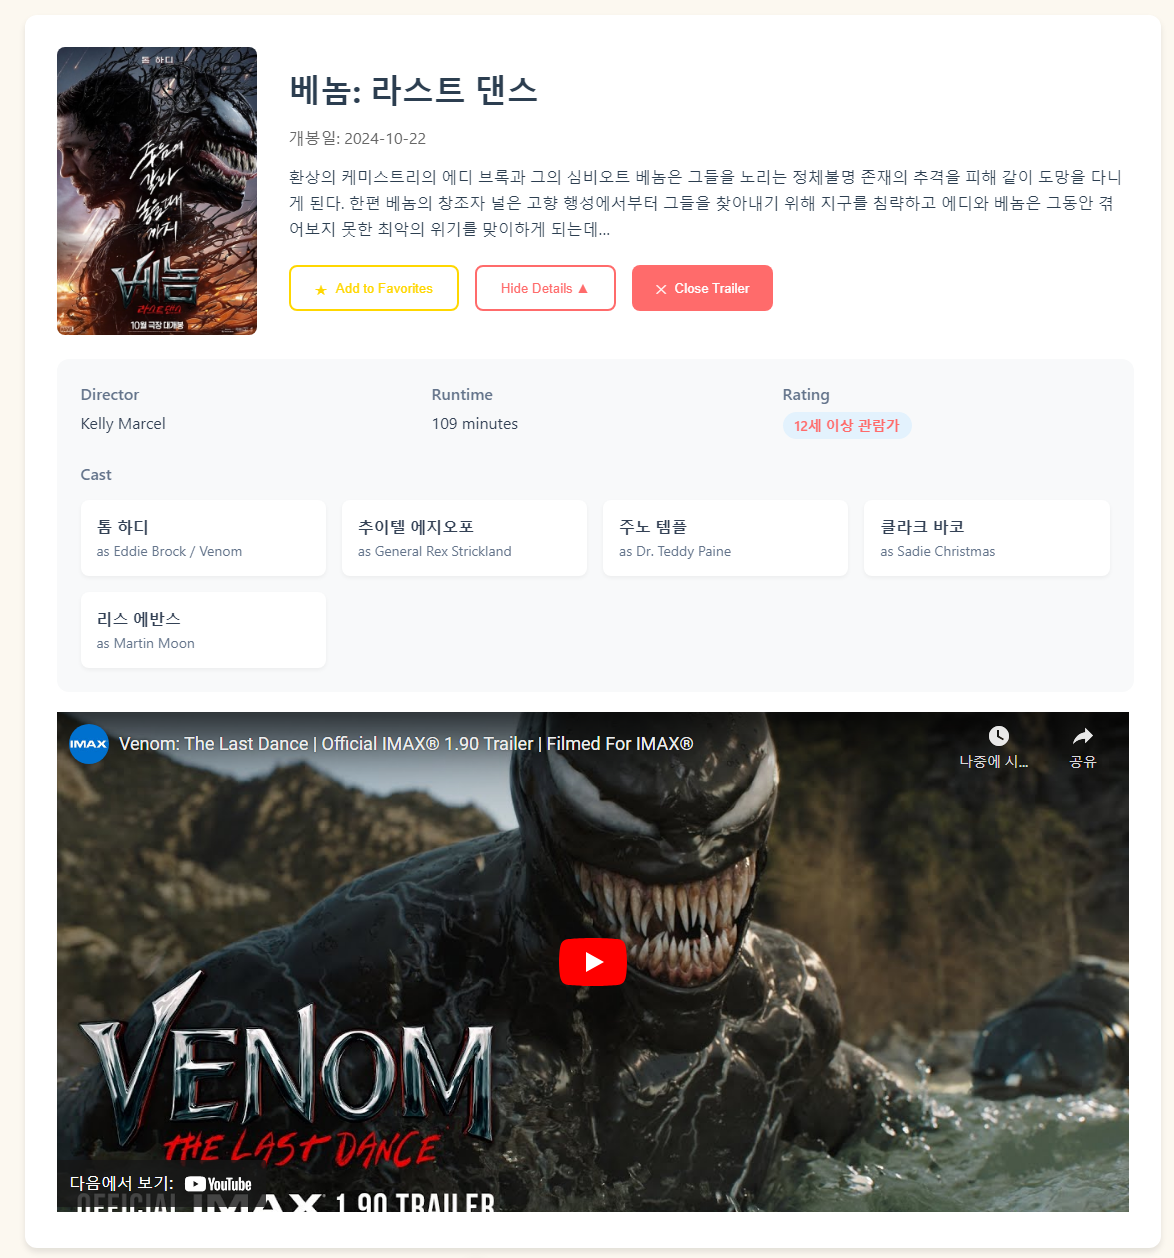 톰 하디
죽음이
갈라
놓을 때
까지
베놈
라스트 댄스
10월 극장 대개봉
베놈: 라스트 댄스
개봉일: 2024-10-22
환상의 케미스트리의 에디 브록과 그의 심비오트 베놈은 그들을 노리는 정체불명 존재의 추격을 피해 같이 도망을 다니
게 된다. 한편 베놈의 창조자 널은 고향 행성에서부터 그들을 찾아내기 위해 지구를 침략하고 에디와 베놈은 그동안 겪
어보지 못한 최악의 위기를 맞이하게 되는데...
★ Add to Favorites
Hide Details ▲
× Close Trailer
Director
Kelly Marcel
Runtime
109 minutes
Rating
12세 이상 관람가
Cast
톰 하디
as Eddie Brock / Venom
추이텔 에지오포
as General Rex Strickland
주노 템플
as Dr. Teddy Paine
클라크 바코
as Sadie Christmas
리스 에반스
as Martin Moon
IMAX
Venom: The Last Dance | Official IMAX® 1.90 Trailer | Filmed For IMAX®
나중에 시...
공유
VENOM
THE LAST DANCE
다음에서 보기: YouTube
OFFICIAL IMAX 1.90 TRAILER